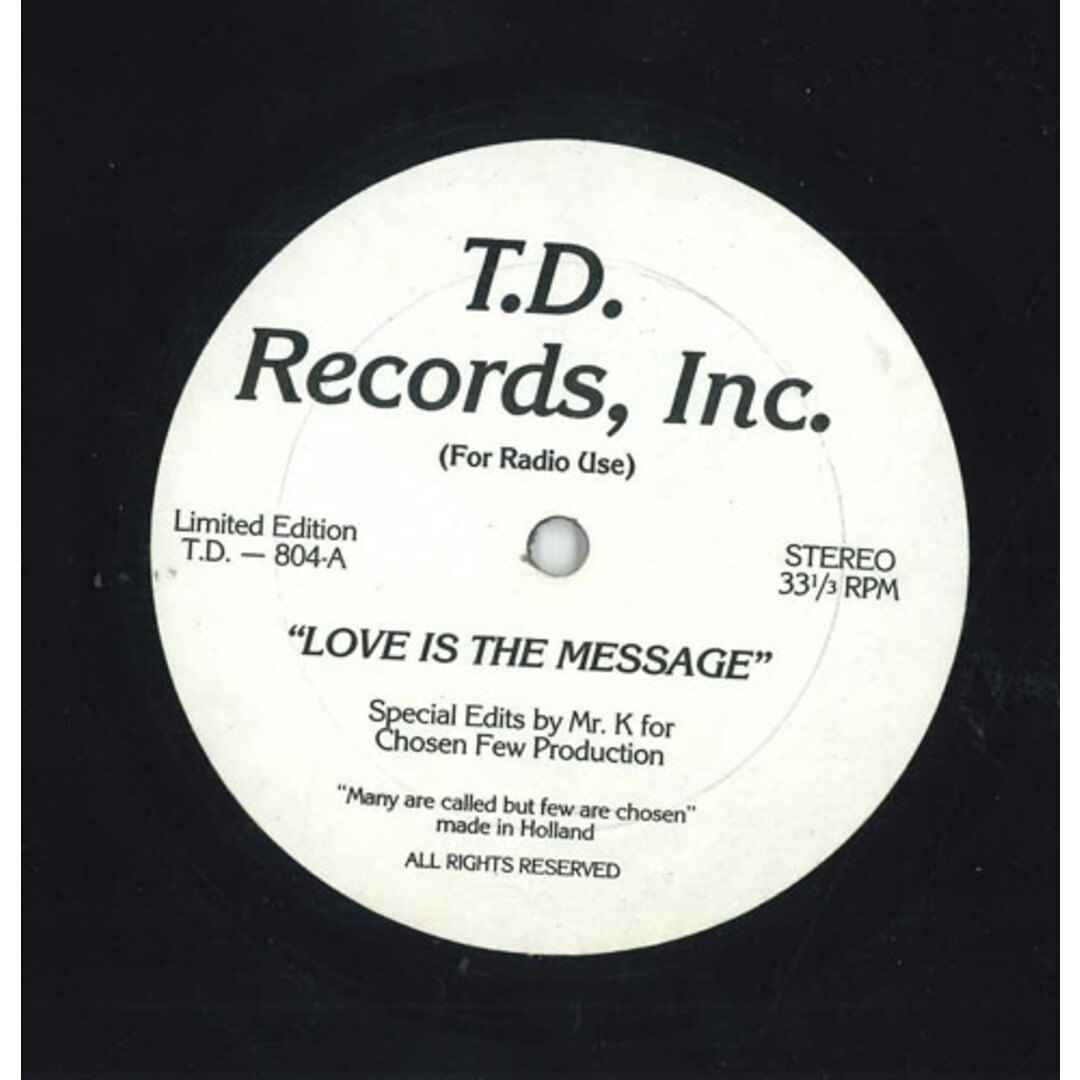 T.D.
Records, Inc.
(For Radio Use)
Limited Edition
T.D. — 804-A
STEREO
33⅓ RPM
“LOVE IS THE MESSAGE”
Special Edits by Mr. K for
Chosen Few Production
"Many are called but few are chosen"
made in Holland
ALL RIGHTS RESERVED